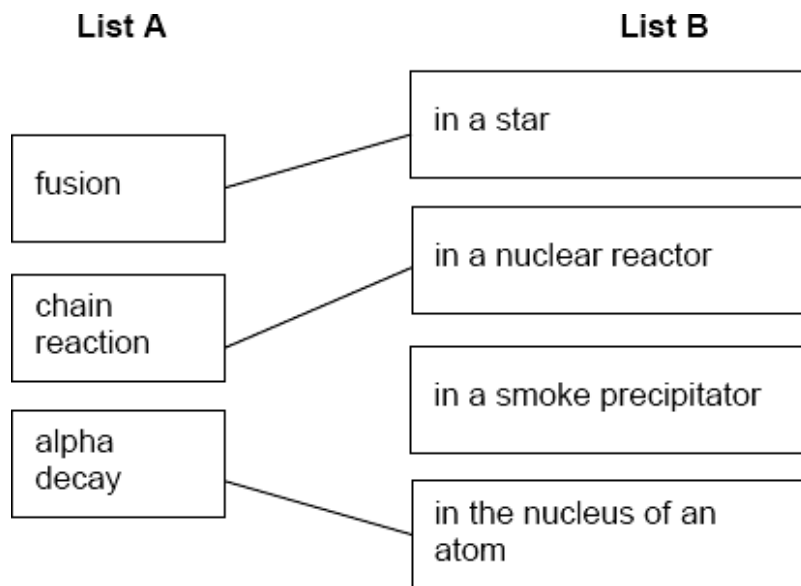 List A
List B
fusion
chain
reaction
alpha
decay
in a star
in a nuclear reactor
in a smoke precipitator
in the nucleus of an
atom